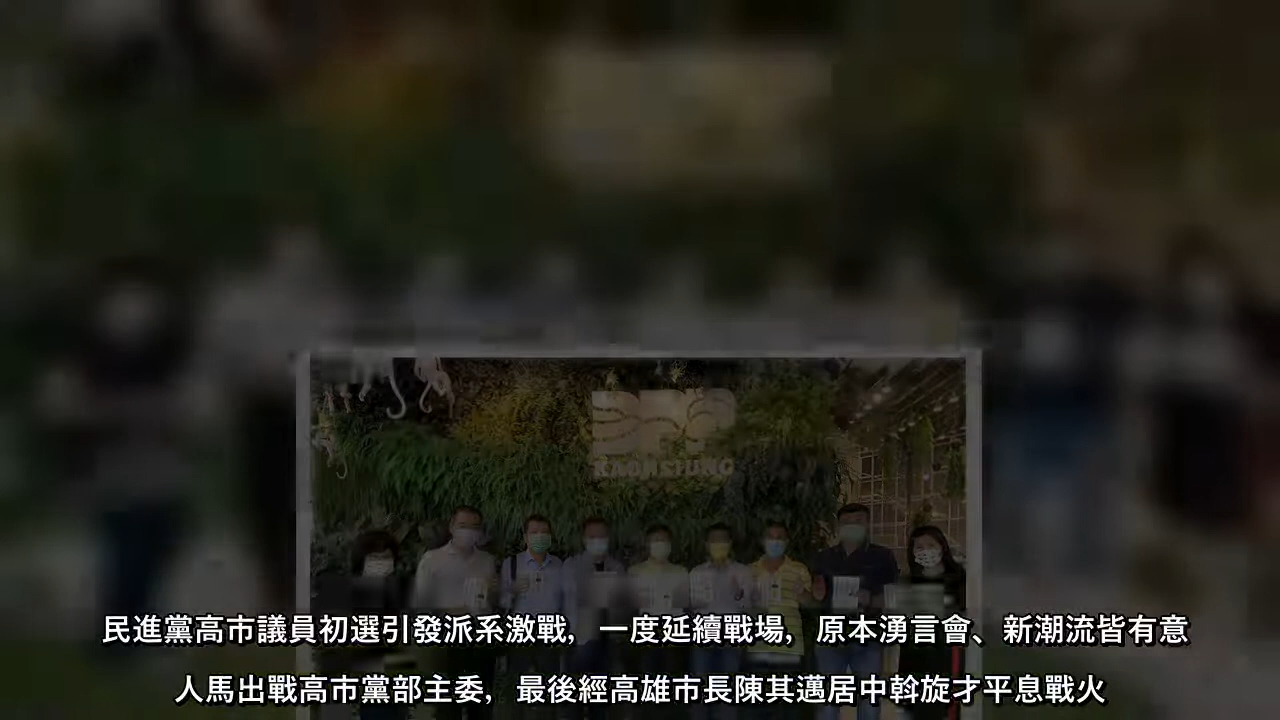 KAOHSIUNG
民進黨高市議員初選引發派系激戰，一度延續戰場，原本湧言會、新潮流皆有意
人馬出戰高市黨部主委，最後經高雄市長陳其邁居中斡旋才平息戰火